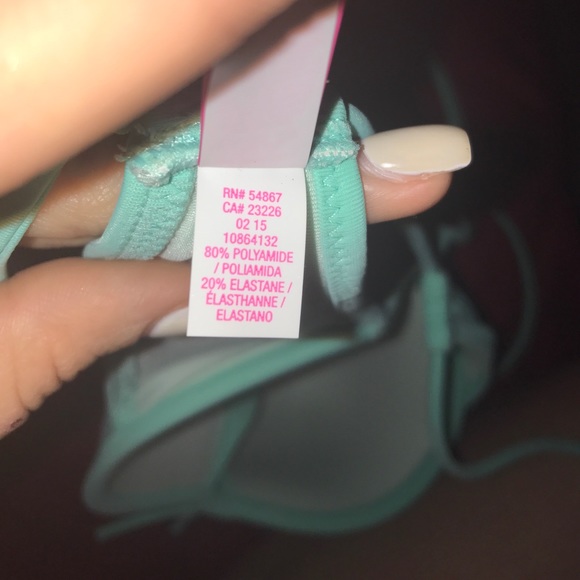 RN# 54867
CA# 23226
02 15
10864132
80% POLYAMIDE
/ POLIAMIDA
20% ELASTANE /
ÉLASTHANNE /
ELASTANO